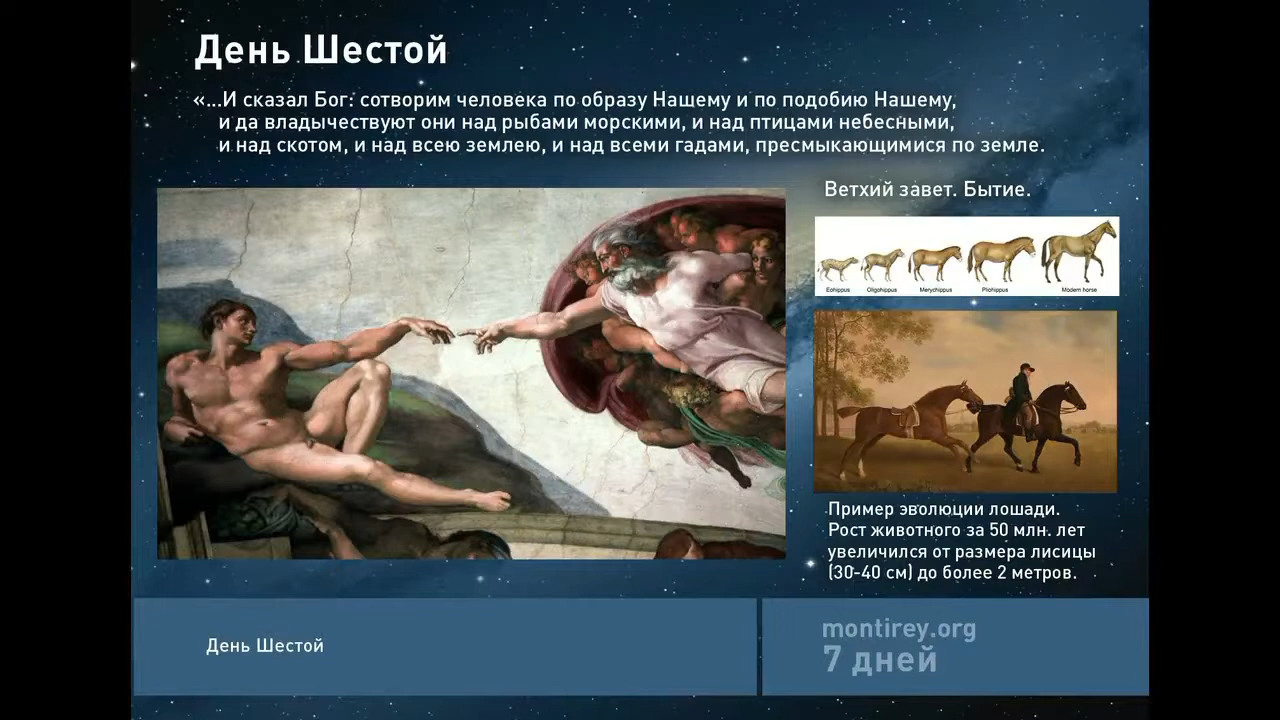 День Шестой
«...И сказал Бог: сотворим человека по образу Нащему и по подобию Нашему,
и да владычествуют они над рыбами морскими, и над птицами небесными,
и над скотом, и над всею землею, и над всеми гадами, пресмыкающимися по земле.
Ветхий завет. Бытие.
Eohippus Oligohippus Merychippus Pliohippus Modern horse
Пример эволюции лошади.
Рост животного за 50 млн. лет
увеличился от размера лисицы
(30-40 см) до более 2 метров.
День Шестой
montirey.org
7 дней